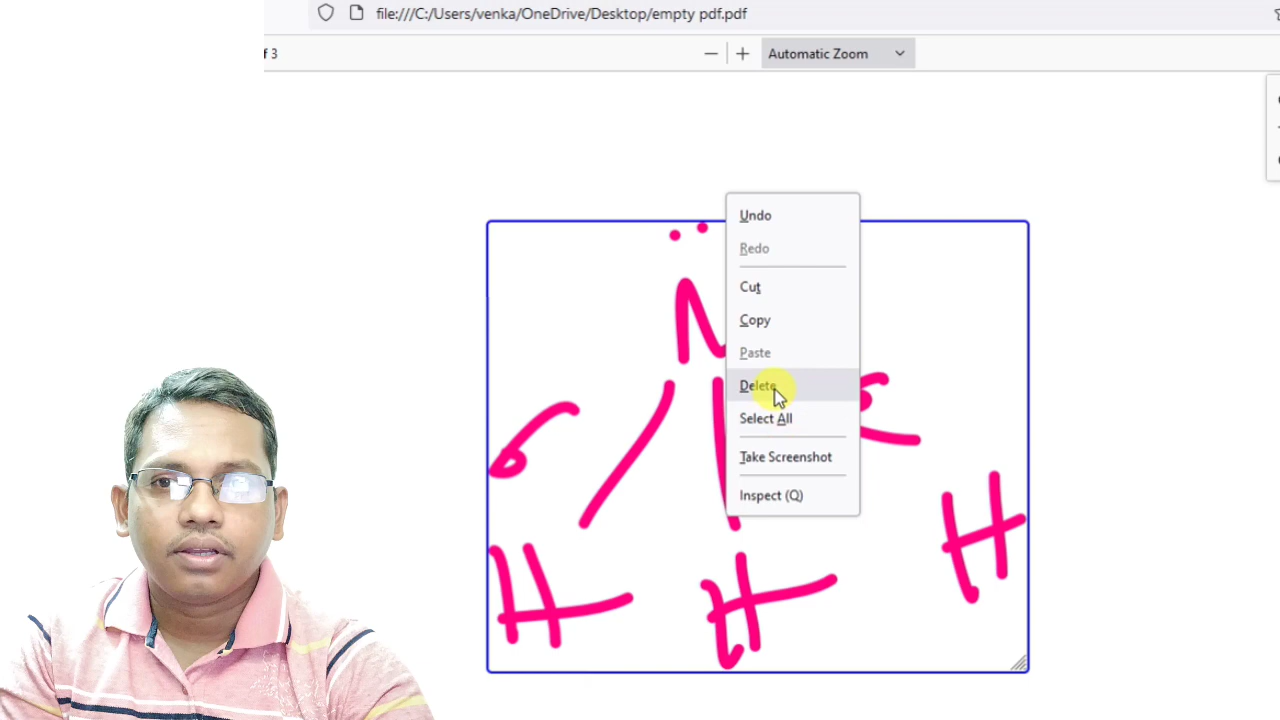 file:///C:/Users/venka/OneDrive/Desktop/empty pdf.pdf
f 3
Automatic Zoom
Undo
Redo
Cut
Copy
Paste
Delete
Select All
Take Screenshot
Inspect (Q)
N
H
H
H